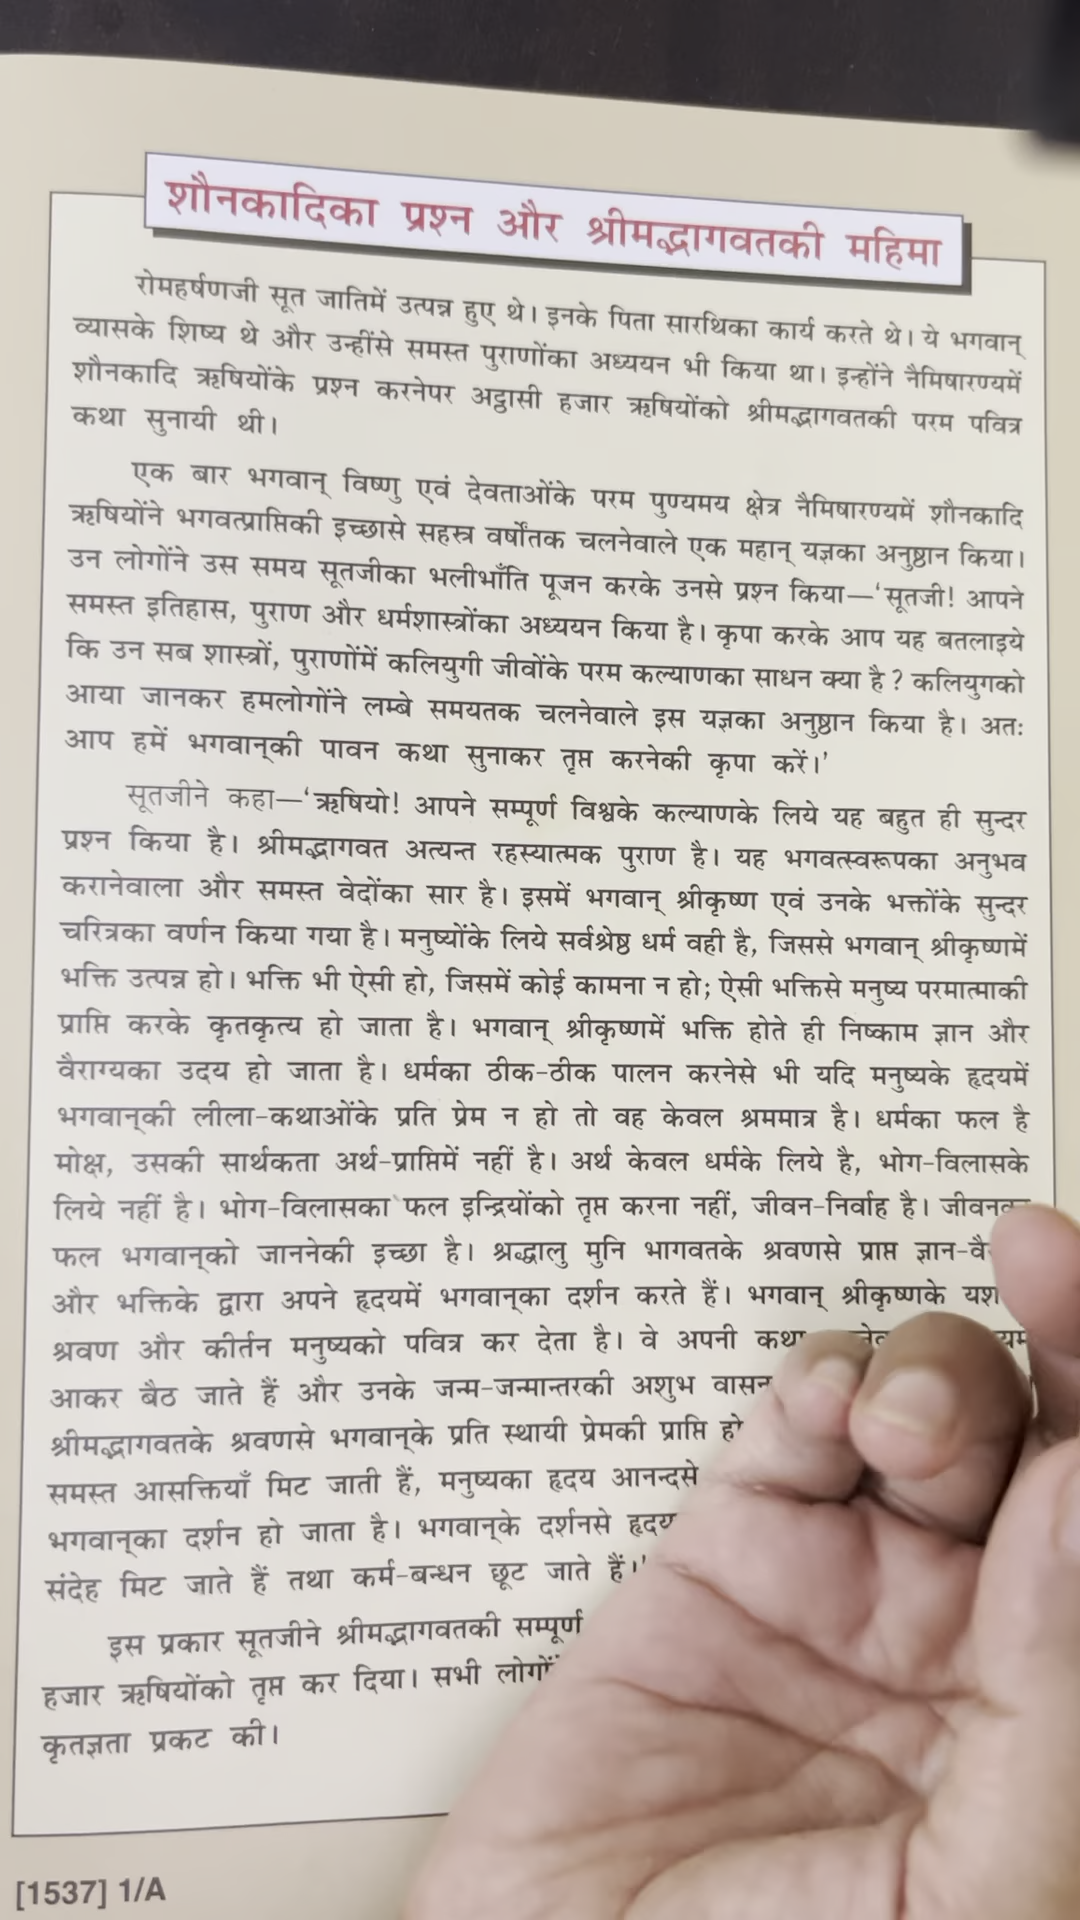 शौनकादिका प्रश्न और श्रीमद्भागवतकी महिमा
रोमहर्षणजी सूत जातिमें उत्पन्न हुए थे। इनके पिता सारथिका कार्य करते थे। ये भगवान्
व्यासके शिष्य थे और उन्हींसे समस्त पुराणोंका अध्ययन भी किया था। इन्होंने नैमिषारण्यमें
शौनकादि ऋषियोंके प्रश्न करनेपर अट्ठासी हजार ऋषियोंको श्रीमद्भागवतकी परम पवित्र
कथा सुनायी थी।
एक बार भगवान् विष्णु एवं देवताओंके परम पुण्यमय क्षेत्र नैमिषारण्यमें शौनकादि
ऋषियोंने भगवत्प्राप्तिकी इच्छासे सहस्त्र वर्षोंतक चलनेवाले एक महान् यज्ञका अनुष्ठान किया।
उन लोगोंने उस समय सूतजीका भलीभाँति पूजन करके उनसे प्रश्न किया—‘सूतजी! आपने
समस्त इतिहास, पुराण और धर्मशास्त्रोंका अध्ययन किया है। कृपा करके आप यह बतलाइये
कि उन सब शास्त्रों, पुराणोंमें कलियुगी जीवोंके परम कल्याणका साधन क्या है? कलियुगको
आया जानकर हमलोगोंने लम्बे समयतक चलनेवाले इस यज्ञका अनुष्ठान किया है। अतः
आप हमें भगवान्‌की पावन कथा सुनाकर तृप्त करनेकी कृपा करें।’
सूतजीने कहा—‘ऋषियो! आपने सम्पूर्ण विश्वके कल्याणके लिये यह बहुत ही सुन्दर
प्रश्न किया है। श्रीमद्भागवत अत्यन्त रहस्यात्मक पुराण है। यह भगवत्स्वरूपका अनुभव
करानेवाला और समस्त वेदोंका सार है। इसमें भगवान् श्रीकृष्ण एवं उनके भक्तोंके सुन्दर
चरित्रका वर्णन किया गया है। मनुष्योंके लिये सर्वश्रेष्ठ धर्म वही है, जिससे भगवान् श्रीकृष्णमें
भक्ति उत्पन्न हो। भक्ति भी ऐसी हो, जिसमें कोई कामना न हो; ऐसी भक्तिसे मनुष्य परमात्माकी
प्राप्ति करके कृतकृत्य हो जाता है। भगवान् श्रीकृष्णमें भक्ति होते ही निष्काम ज्ञान और
वैराग्यका उदय हो जाता है। धर्मका ठीक-ठीक पालन करनेसे भी यदि मनुष्यके हृदयमें
भगवान्‌की लीला-कथाओंके प्रति प्रेम न हो तो वह केवल श्रममात्र है। धर्मका फल है
मोक्ष, उसकी सार्थकता अर्थ-प्राप्तिमें नहीं है। अर्थ केवल धर्मके लिये है, भोग-विलासके
लिये नहीं है। भोग-विलासका फल इन्द्रियोंको तृप्त करना नहीं, जीवन-निर्वाह है।
फल भगवान्‌को जाननेकी इच्छा है। श्रद्धालु मुनि भागवतके श्रवणसे प्राप्त
और भक्तिके द्वारा अपने हृदयमें भगवान्‌का दर्शन करते हैं। भगवान् श्रीकृष्णके
श्रवण और कीर्तन मनुष्यको पवित्र कर देता है। वे अपनी
आकर बैठ जाते हैं और उनके जन्म-जन्मान्तरकी अशुभ
श्रीमद्भागवतके श्रवणसे भगवान्‌के प्रति स्थायी प्रेमकी प्राप्ति हो
समस्त आसक्तियाँ मिट जाती हैं, मनुष्यका हृदय आनन्दसे
भगवान्‌का दर्शन हो जाता है। भगवान्‌के दर्शनसे
संदेह मिट जाते हैं तथा कर्म-बन्धन छूट जाते हैं।’
इस प्रकार सूतजीने श्रीमद्भागवतकी सम्पूर्ण
हजार ऋषियोंको तृप्त कर दिया। सभी
कृतज्ञता प्रकट की।
[1537] 1/A